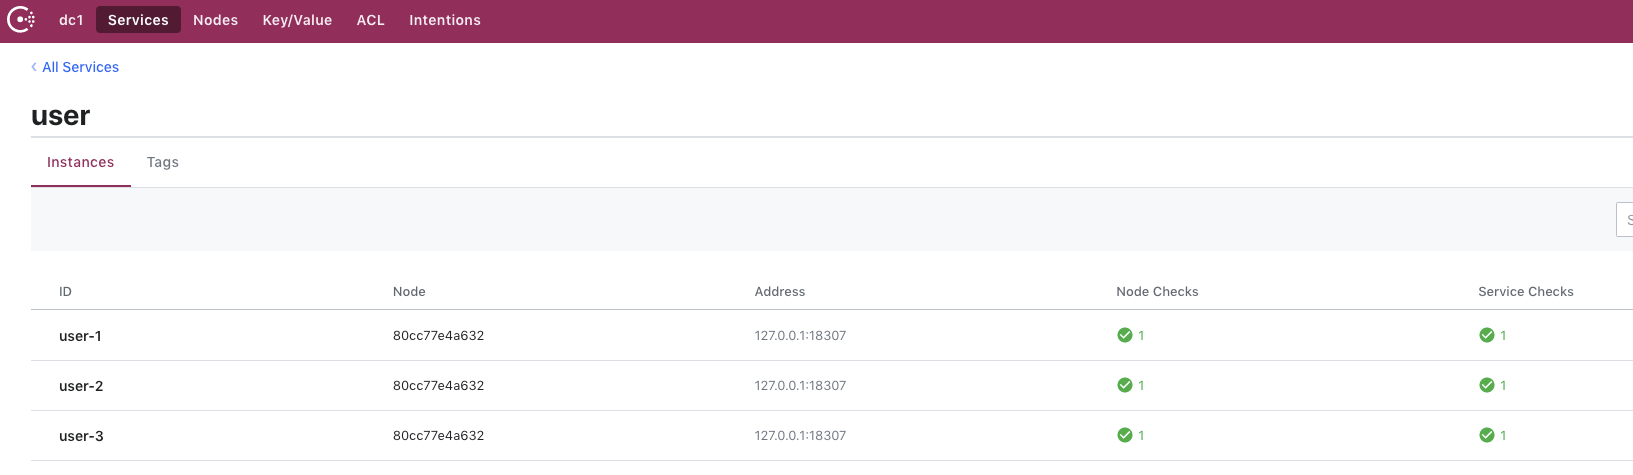 dc1 Services Nodes Key/Value ACL Intentions
‹ All Services
user
Instances Tags
S
ID Node Address Node Checks Service Checks
user-1 80cc77e4a632 127.0.0.1:18307 1 1
user-2 80cc77e4a632 127.0.0.1:18307 1 1
user-3 80cc77e4a632 127.0.0.1:18307 1 1